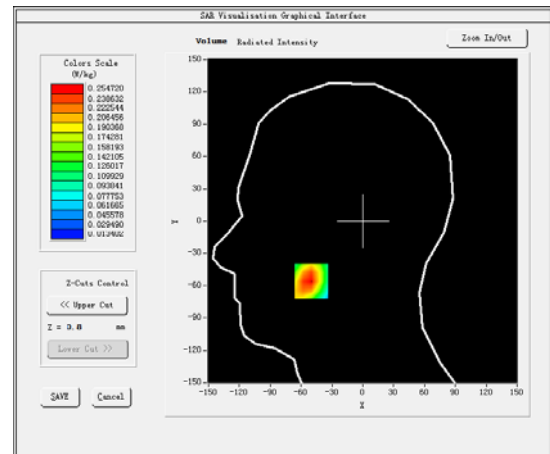 SAR Visualisation Graphical Interface
Volume Radiated Intensity
Zoom In/Out
Colors Scale
(W/kg)
0.254720
0.238632
0.222544
0.206456
0.190368
0.174281
0.158193
0.142105
0.126017
0.109929
0.093841
0.077753
0.061665
0.045578
0.029490
0.013402
Z-Cuts Control
<< Upper Cut
Z = 0.8 mm
Lower Cut >>
SAVE Cancel
150
120
90
60
30
0
-30
-60
-90
-120
-150
Y
-150 -120 -90 -60 -30 0 30 60 90 120 150
X